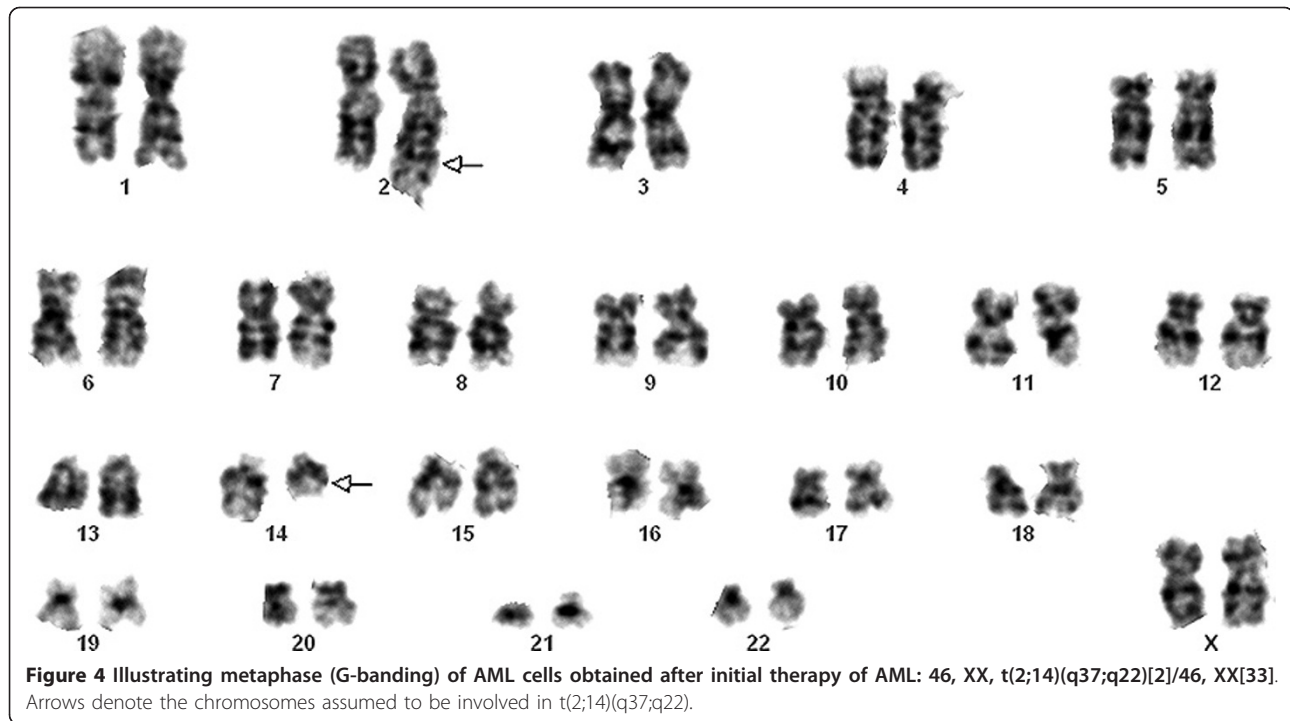 1 2 3 4 5
6 7 8 9 10 11 12
13 14 15 16 17 18
19 20 21 22 X
Figure 4 Illustrating metaphase (G-banding) of AML cells obtained after initial therapy of AML: 46, XX, t(2;14)(q37;q22)[2]/46, XX[33].
Arrows denote the chromosomes assumed to be involved in t(2;14)(q37;q22).